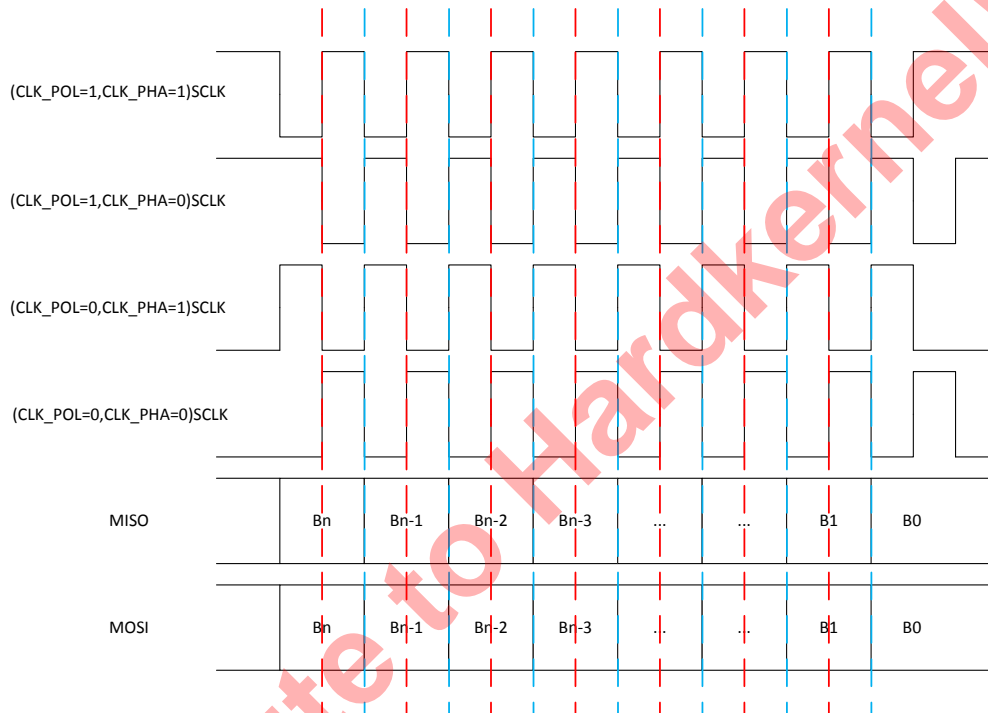 (CLK_POL=1,CLK_PHA=1)SCLK
(CLK_POL=1,CLK_PHA=0)SCLK
(CLK_POL=0,CLK_PHA=1)SCLK
(CLK_POL=0,CLK_PHA=0)SCLK
MISO Bn Bn-1 Bn-2 Bn-3 ... ... B1 B0
MOSI Bn Bn-1 Bn-2 Bn-3 ... ... B1 B0
to Hardkernel